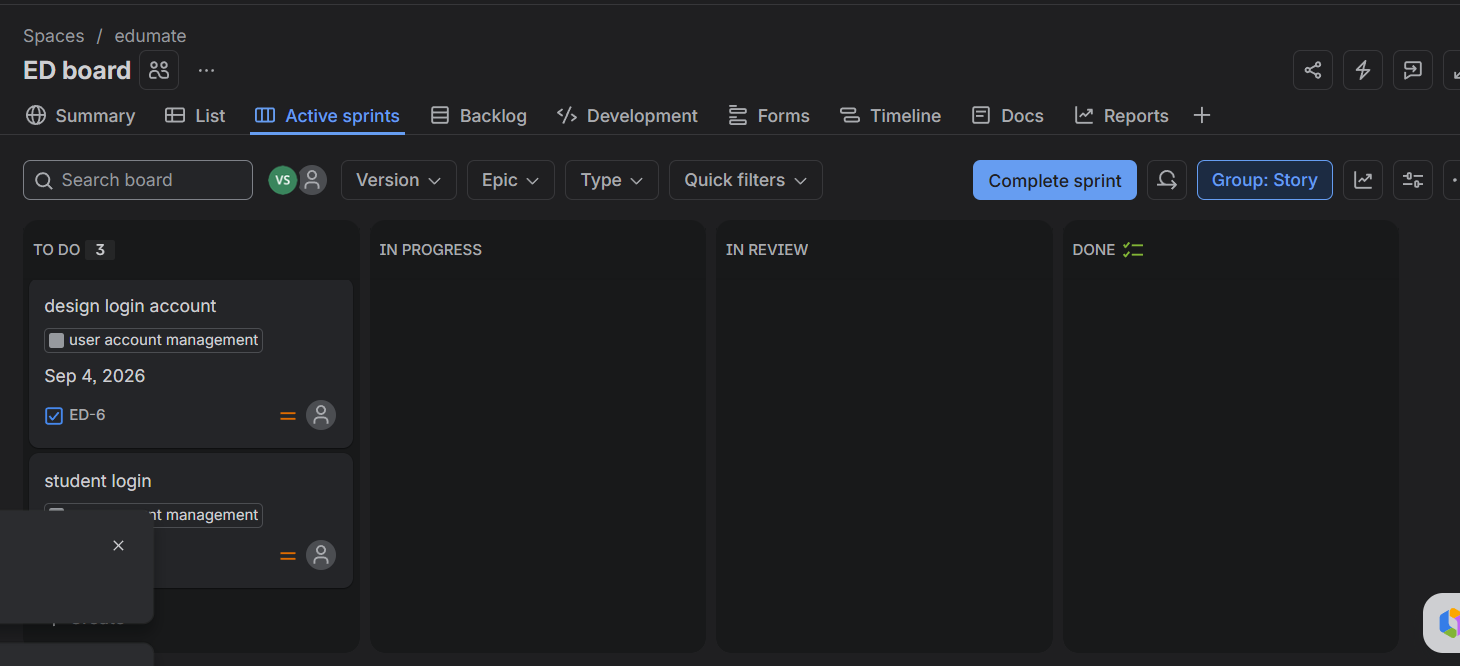 Spaces / edumate
ED board
Summary List Active sprints Backlog Development Forms Timeline Docs Reports
Search board VS Version Epic Type Quick filters Complete sprint Group: Story
TO DO 3 IN PROGRESS IN REVIEW DONE
design login account
user account management
Sep 4, 2026
ED-6
student login
management